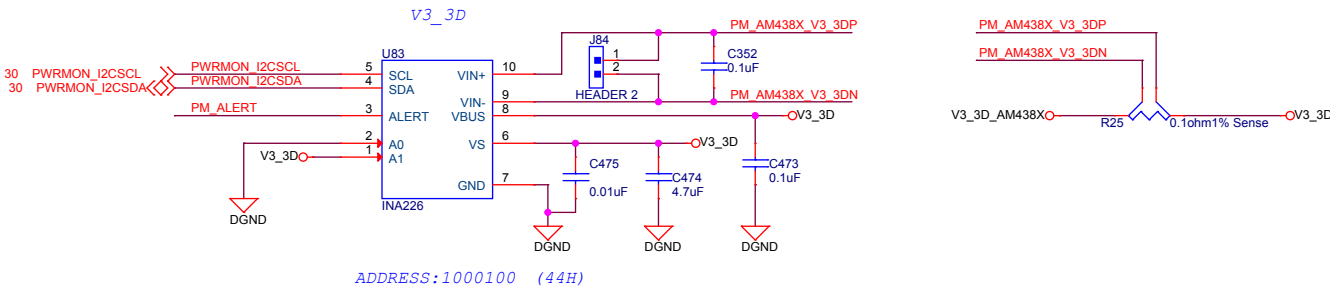 V3_3D
PM_AM438X_V3_3DP
PM_AM438X_V3_3DP
PM_AM438X_V3_3DN
J84
1
2
HEADER 2
C352
0.1uF
PM_AM438X_V3_3DN
U83
30 PWRMON_I2CSCL
PWRMON_I2CSCL
5
SCL
VIN+
10
30 PWRMON_I2CSDA
PWRMON_I2CSDA
4
SDA
VIN-
9
PM_ALERT
3
ALERT
VBUS
8
V3_3D
V3_3D_AM438X
R25
0.1ohm1% Sense
V3_3D
2
A0
VS
6
V3_3D
V3_3D
1
A1
GND
7
INA226
C475
0.01uF
C474
4.7uF
C473
0.1uF
DGND
DGND
DGND
DGND
ADDRESS:1000100 (44H)